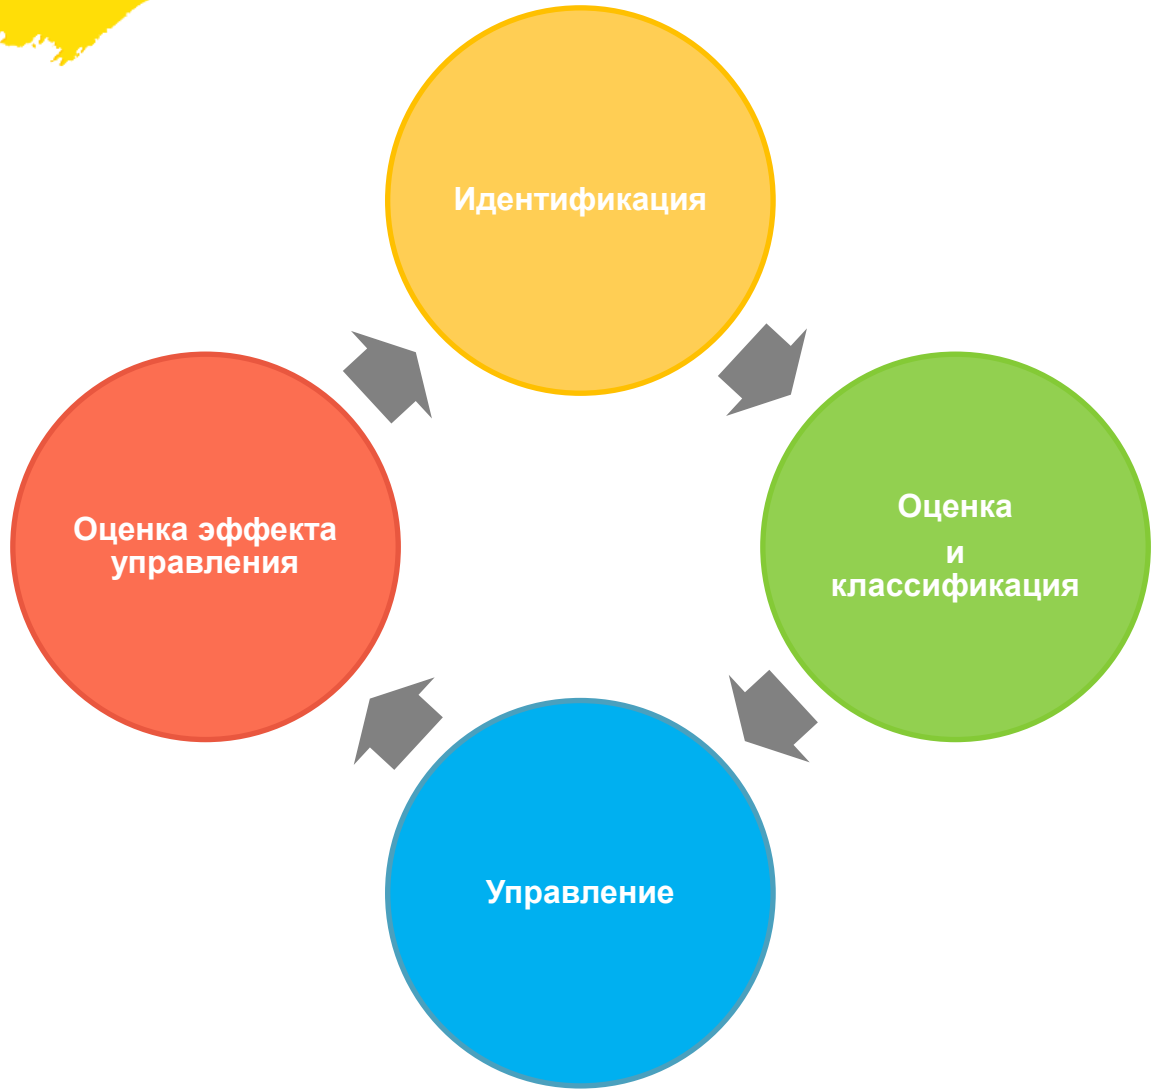 Идентификация
Оценка
и
классификация
Управление
Оценка эффекта
управления